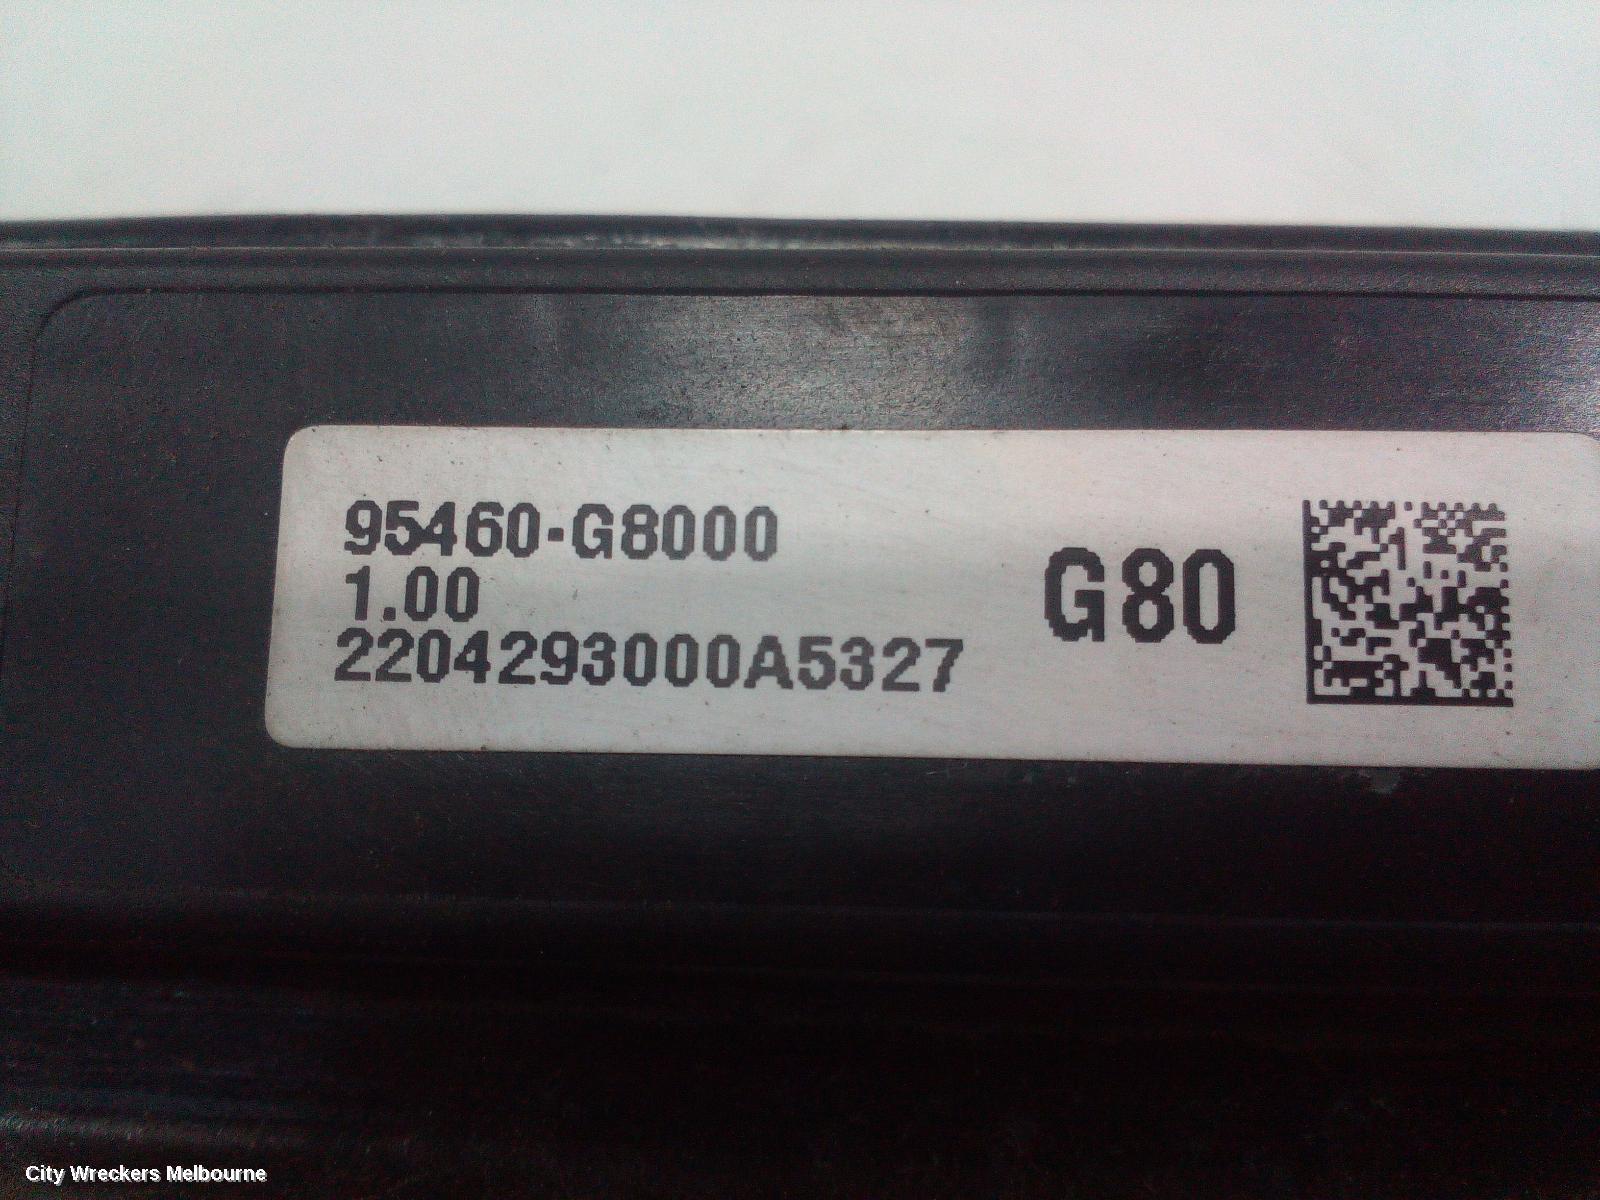 95460-G8000
1.00
2204293000A5327
G80
City Wreckers Melbourne